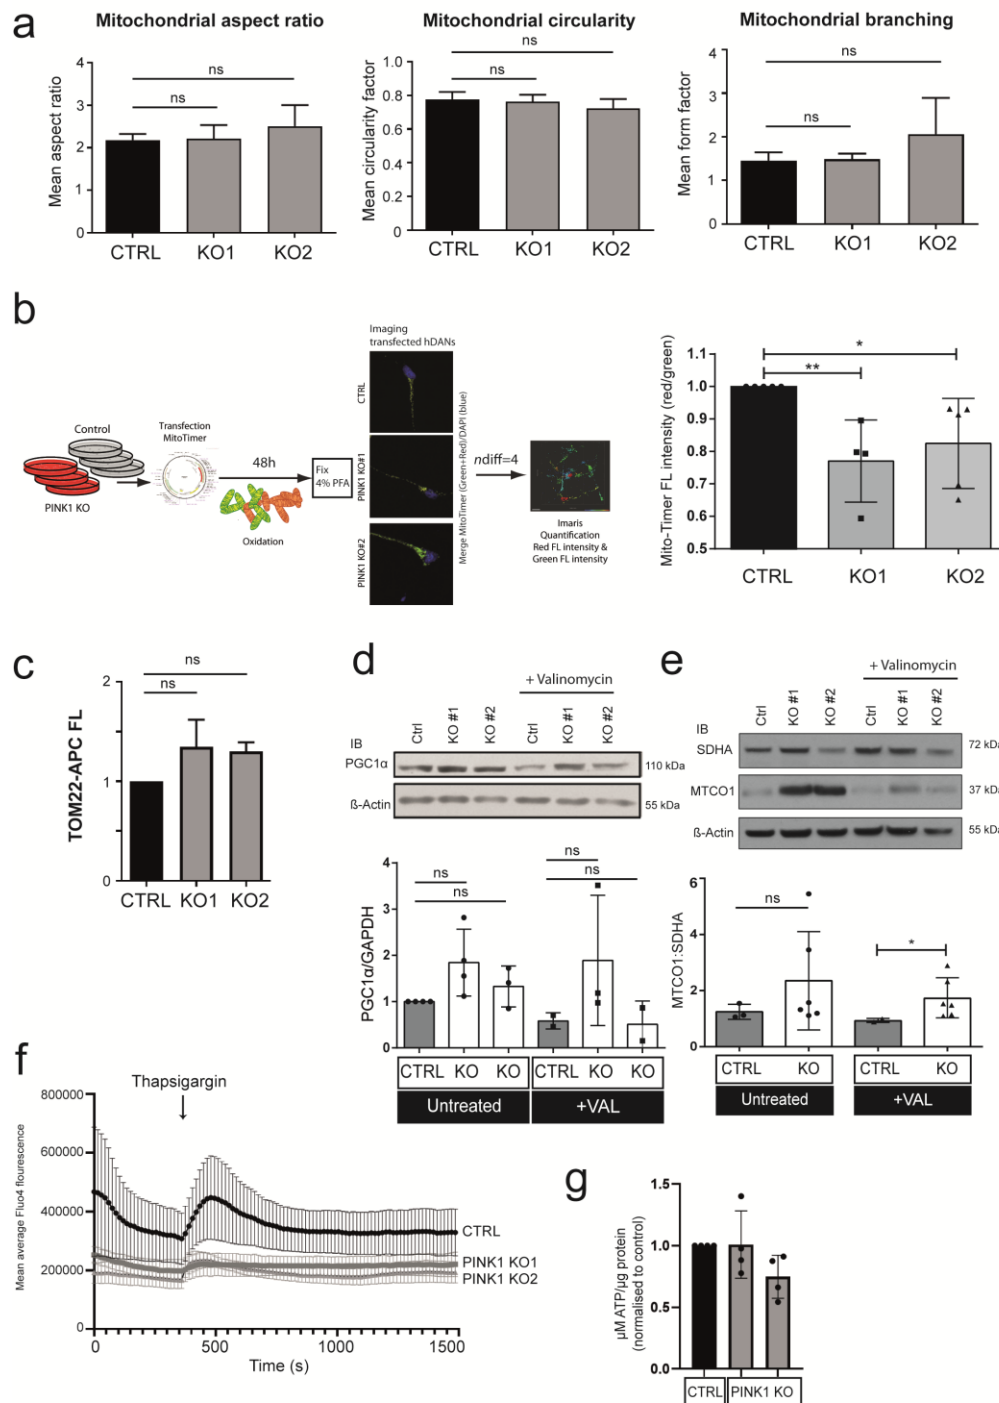 a
Mitochondrial aspect ratio
Mean aspect ratio
4
3
2
1
0
ns
ns
CTRL KO1 KO2
Mitochondrial circularity
Mean circularity factor
1.0
0.8
0.6
0.4
0.2
0
ns
ns
CTRL KO1 KO2
Mitochondrial branching
Mean form factor
4
3
2
1
0
ns
ns
CTRL KO1 KO2
b
Control
PINK1 KO
Transfection
MitoTimer
48h
Oxidation
Fix
4% PFA
Imaging
transfected hDANs
CTRL
PINK1 KO#1
PINK1 KO#2
Merge MitoTimer (Green+Red)/DAPI (blue)
ndiff=4
Imaris
Quantification
Red FL intensity &
Green FL intensity
Mito-Timer FL intensity (red/green)
1.1
1.0
0.9
0.8
0.7
0.6
0.5
*
**
CTRL KO1 KO2
c
TOM22-APC FL
2
1
0
ns
ns
CTRL KO1 KO2
d
+ Valinomycin
Ctrl KO #1 KO #2 Ctrl KO #1 KO #2
IB
PGC1α 110 kDa
ß-Actin 55 kDa
PGC1α/GAPDH
4
3
2
1
0
ns
ns
ns
ns
CTRL KO KO CTRL KO KO
Untreated +VAL
e
+ Valinomycin
Ctrl KO #1 KO #2 Ctrl KO #1 KO #2
IB
SDHA 72 kDa
MTCO1 37 kDa
ß-Actin 55 kDa
MTCO1:SDHA
6
4
2
0
ns
*
CTRL KO CTRL KO
Untreated +VAL
f
Thapsigargin
Mean average Fluo4 flourescence
800000
600000
400000
200000
0
CTRL
PINK1 KO1
PINK1 KO2
0 500 1000 1500
Time (s)
g
µM ATP/µg protein
(normalised to control)
1.5
1.0
0.5
0.0
CTRL PINK1 KO